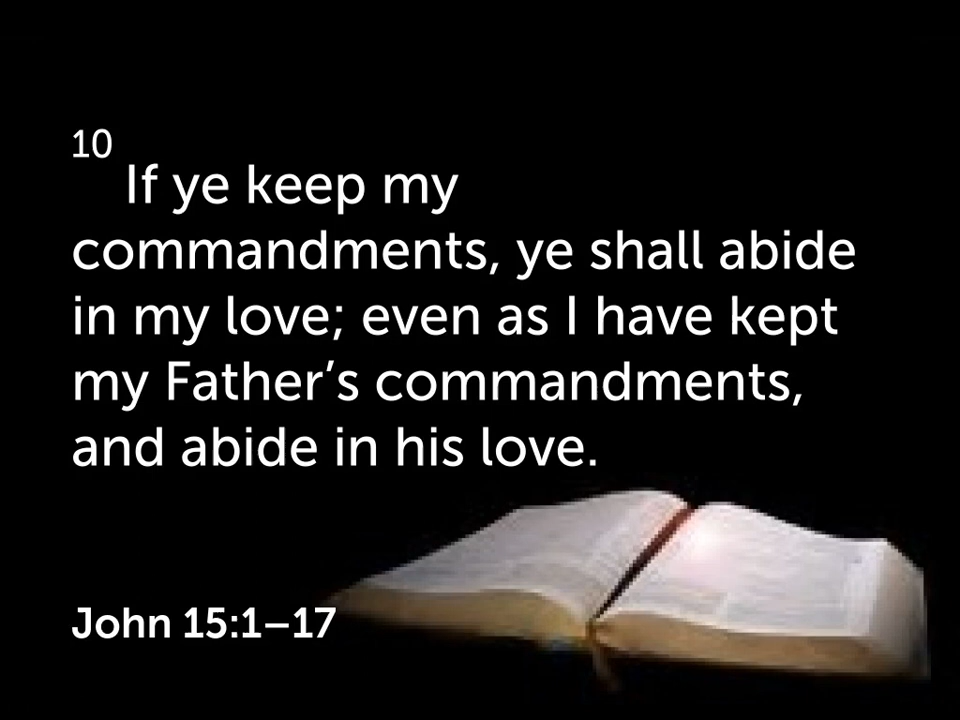 10
If ye keep my
commandments, ye shall abide
in my love; even as I have kept
my Father’s commandments,
and abide in his love.
John 15:1–17